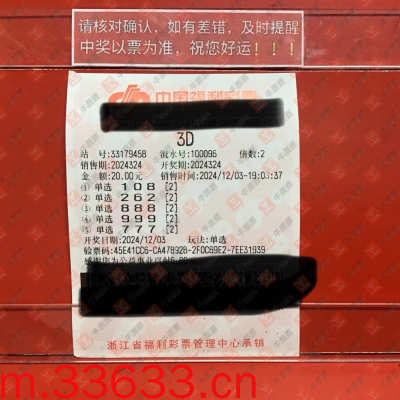 请核对确认，如有差错，及时提醒
中奖以票为准，祝您好运！！！
中国福利彩票
3D
站 号:33179458 流水号:100095 倍数:2
销售期:2024324 开奖期:2024324
金 额:20.00元 销售时间:2024/12/03-19:03:37
① 单选 108 [2]
② 单选 262 [2]
③ 单选 888 [2]
④ 单选 999 [2]
⑤ 单选 777 [2]
开奖日期:2024/12/03 玩法:单选
浙江省福利彩票管理中心承销
m.33633.cn